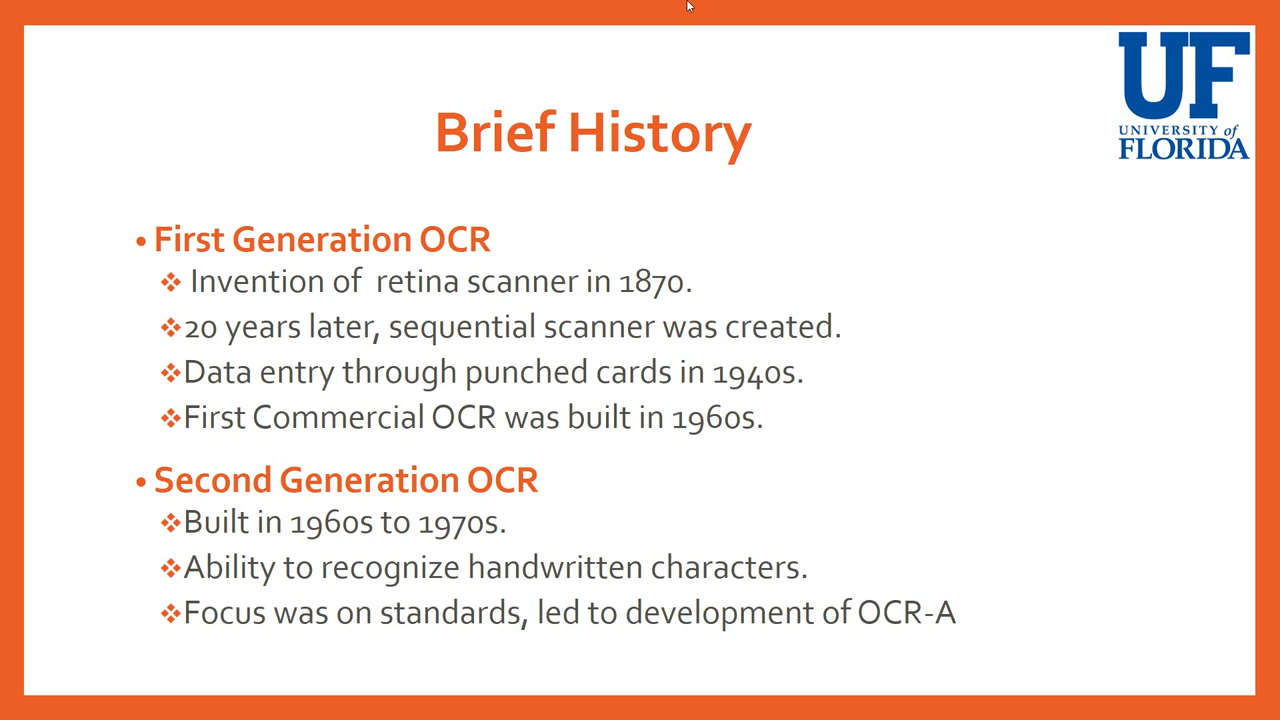 UF
UNIVERSITY of
FLORIDA
Brief History
• First Generation OCR
❖ Invention of retina scanner in 1870.
❖20 years later, sequential scanner was created.
❖Data entry through punched cards in 1940s.
❖First Commercial OCR was built in 1960s.
• Second Generation OCR
❖Built in 1960s to 1970s.
❖Ability to recognize handwritten characters.
❖Focus was on standards, led to development of OCR-A